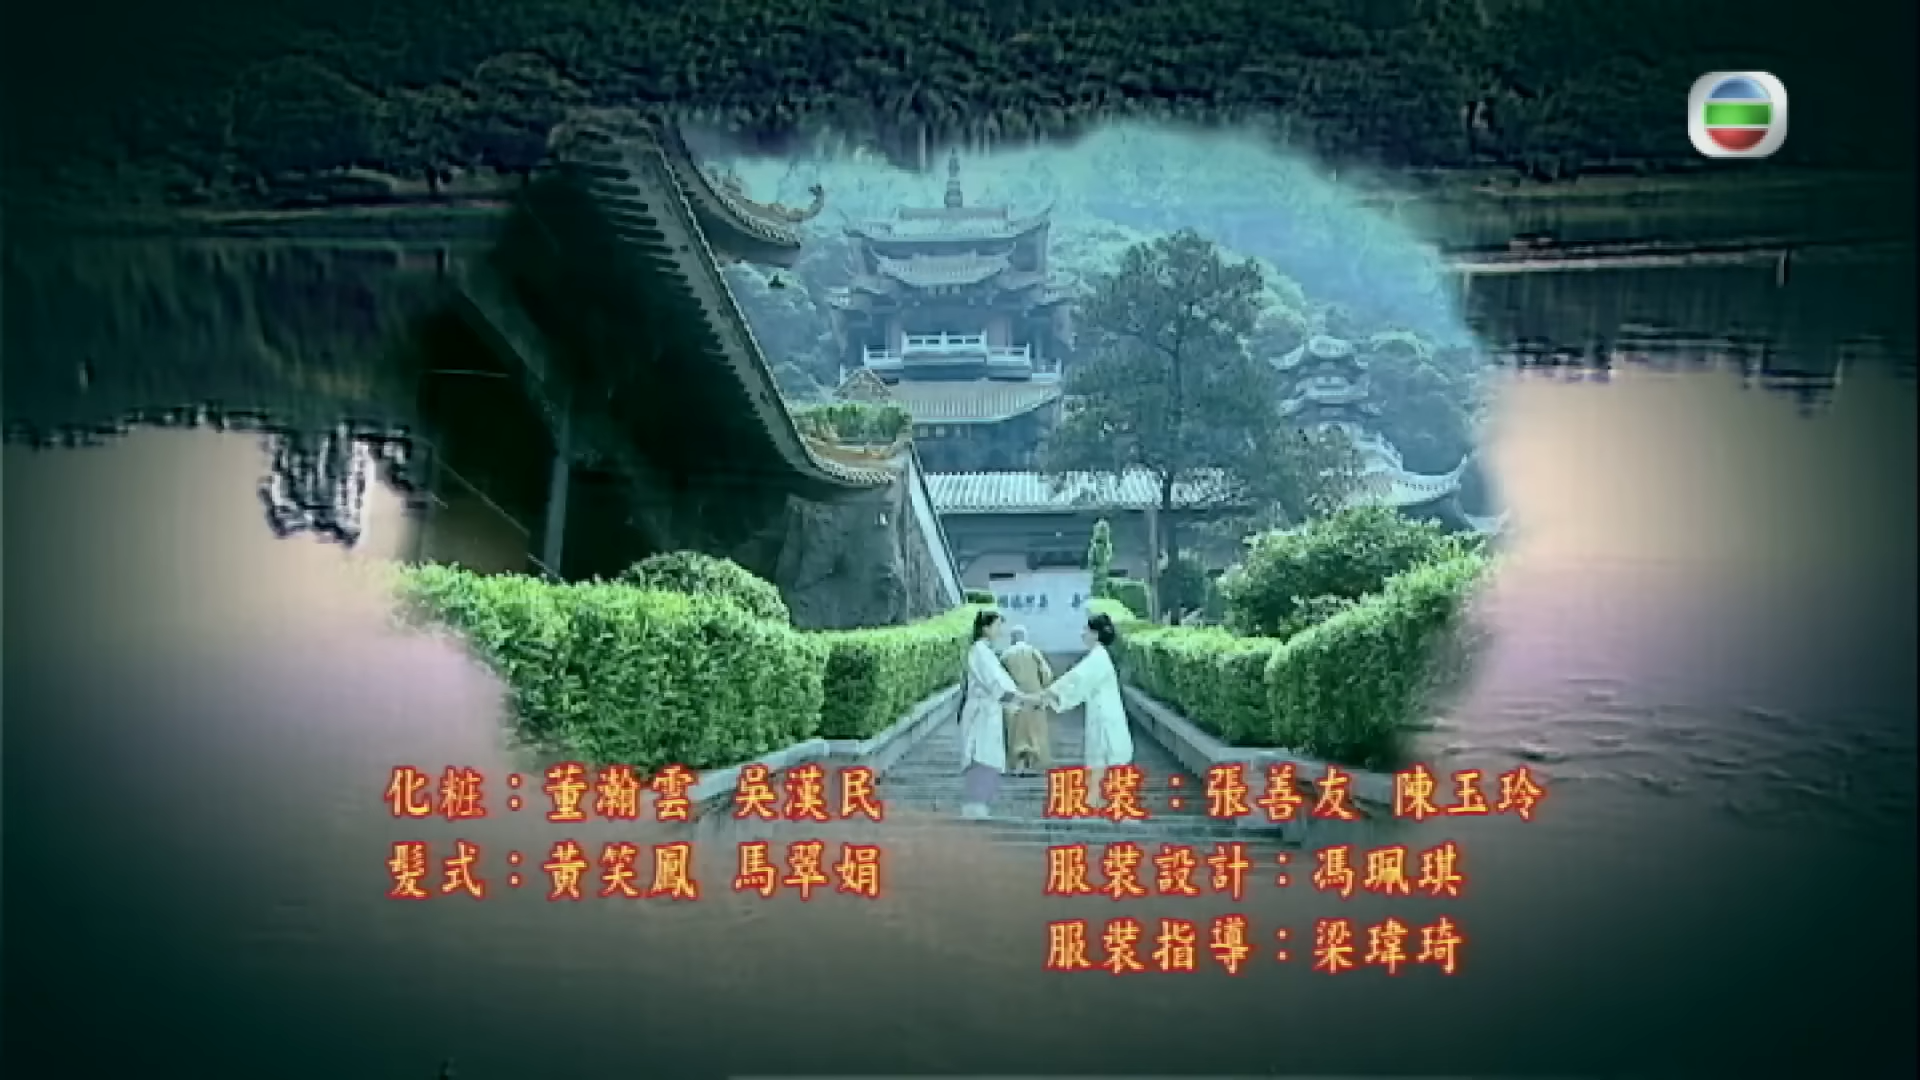 化粧：董瀚雲 吳漢民
髮式：黃笑鳳 馬翠娟
服裝：張善友 陳玉玲
服裝設計：馮珮琪
服裝指導：梁瑋琦